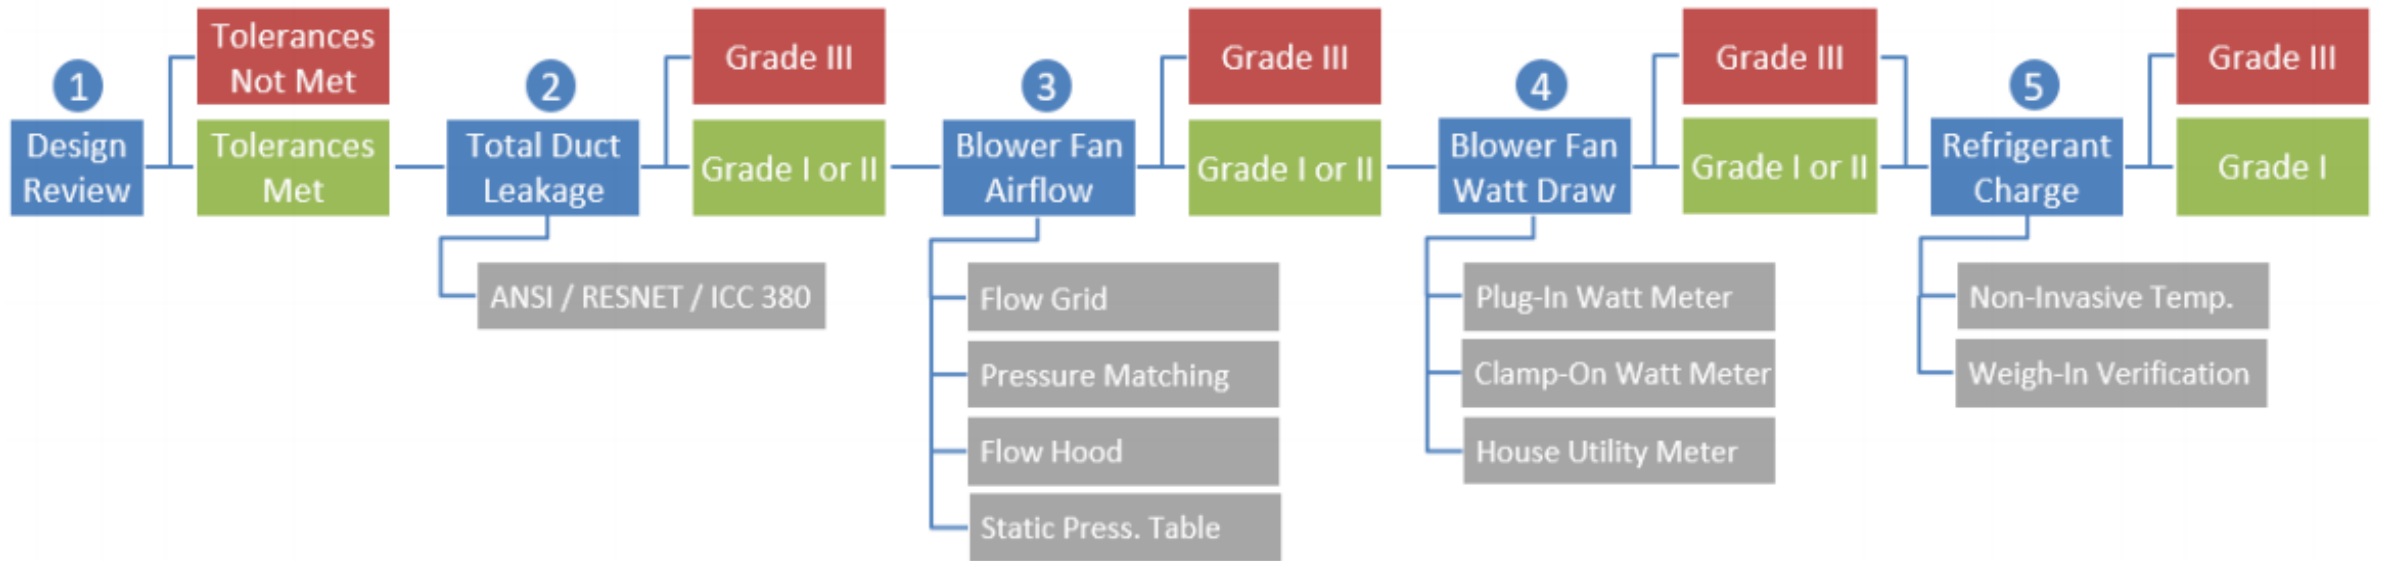 1
Design
Review
Tolerances
Not Met
Tolerances
Met
2
Total Duct
Leakage
ANSI / RESNET / ICC 380
Grade III
Grade I or II
3
Blower Fan
Airflow
Flow Grid
Pressure Matching
Flow Hood
Static Press. Table
Grade III
Grade I or II
4
Blower Fan
Watt Draw
Plug-In Watt Meter
Clamp-On Watt Meter
House Utility Meter
Grade III
Grade I or II
5
Refrigerant
Charge
Non-Invasive Temp.
Weigh-In Verification
Grade III
Grade I